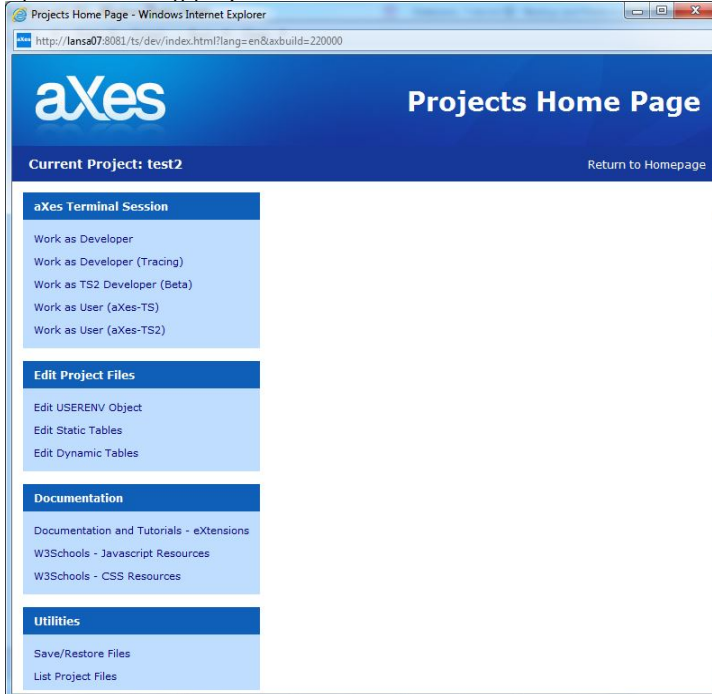 Projects Home Page - Windows Internet Explorer
http://lansa07:8081/ts/dev/index.html?lang=en&axbuild=220000
aXes
Projects Home Page
Current Project: test2
Return to Homepage
aXes Terminal Session
Work as Developer
Work as Developer (Tracing)
Work as TS2 Developer (Beta)
Work as User (aXes-TS)
Work as User (aXes-TS2)
Edit Project Files
Edit USERENV Object
Edit Static Tables
Edit Dynamic Tables
Documentation
Documentation and Tutorials - eXtensions
W3Schools - Javascript Resources
W3Schools - CSS Resources
Utilities
Save/Restore Files
List Project Files